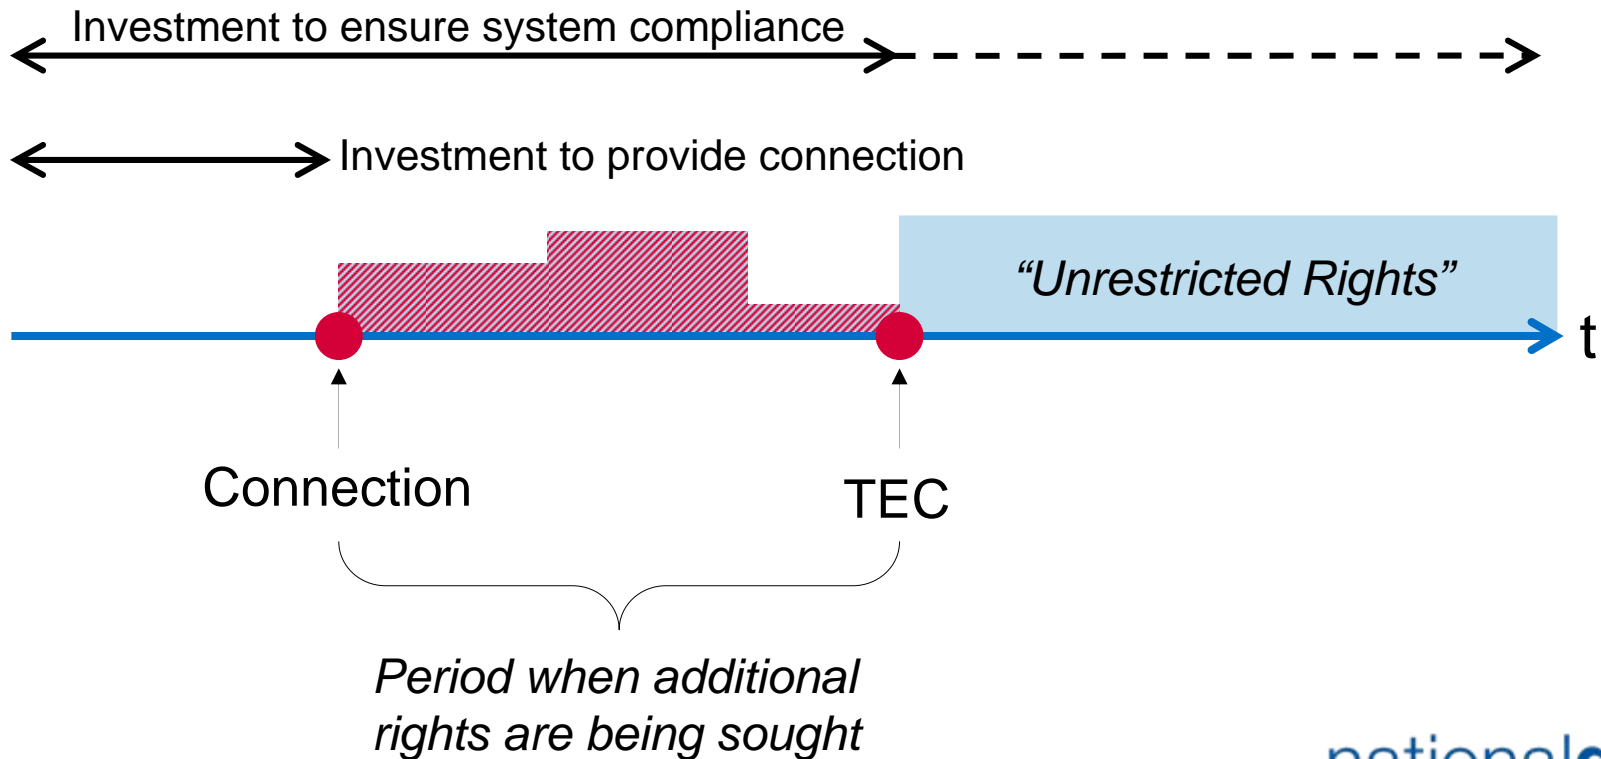 Investment to ensure system compliance
Investment to provide connection
“Unrestricted Rights”
t
Connection
TEC
Period when additional
rights are being sought